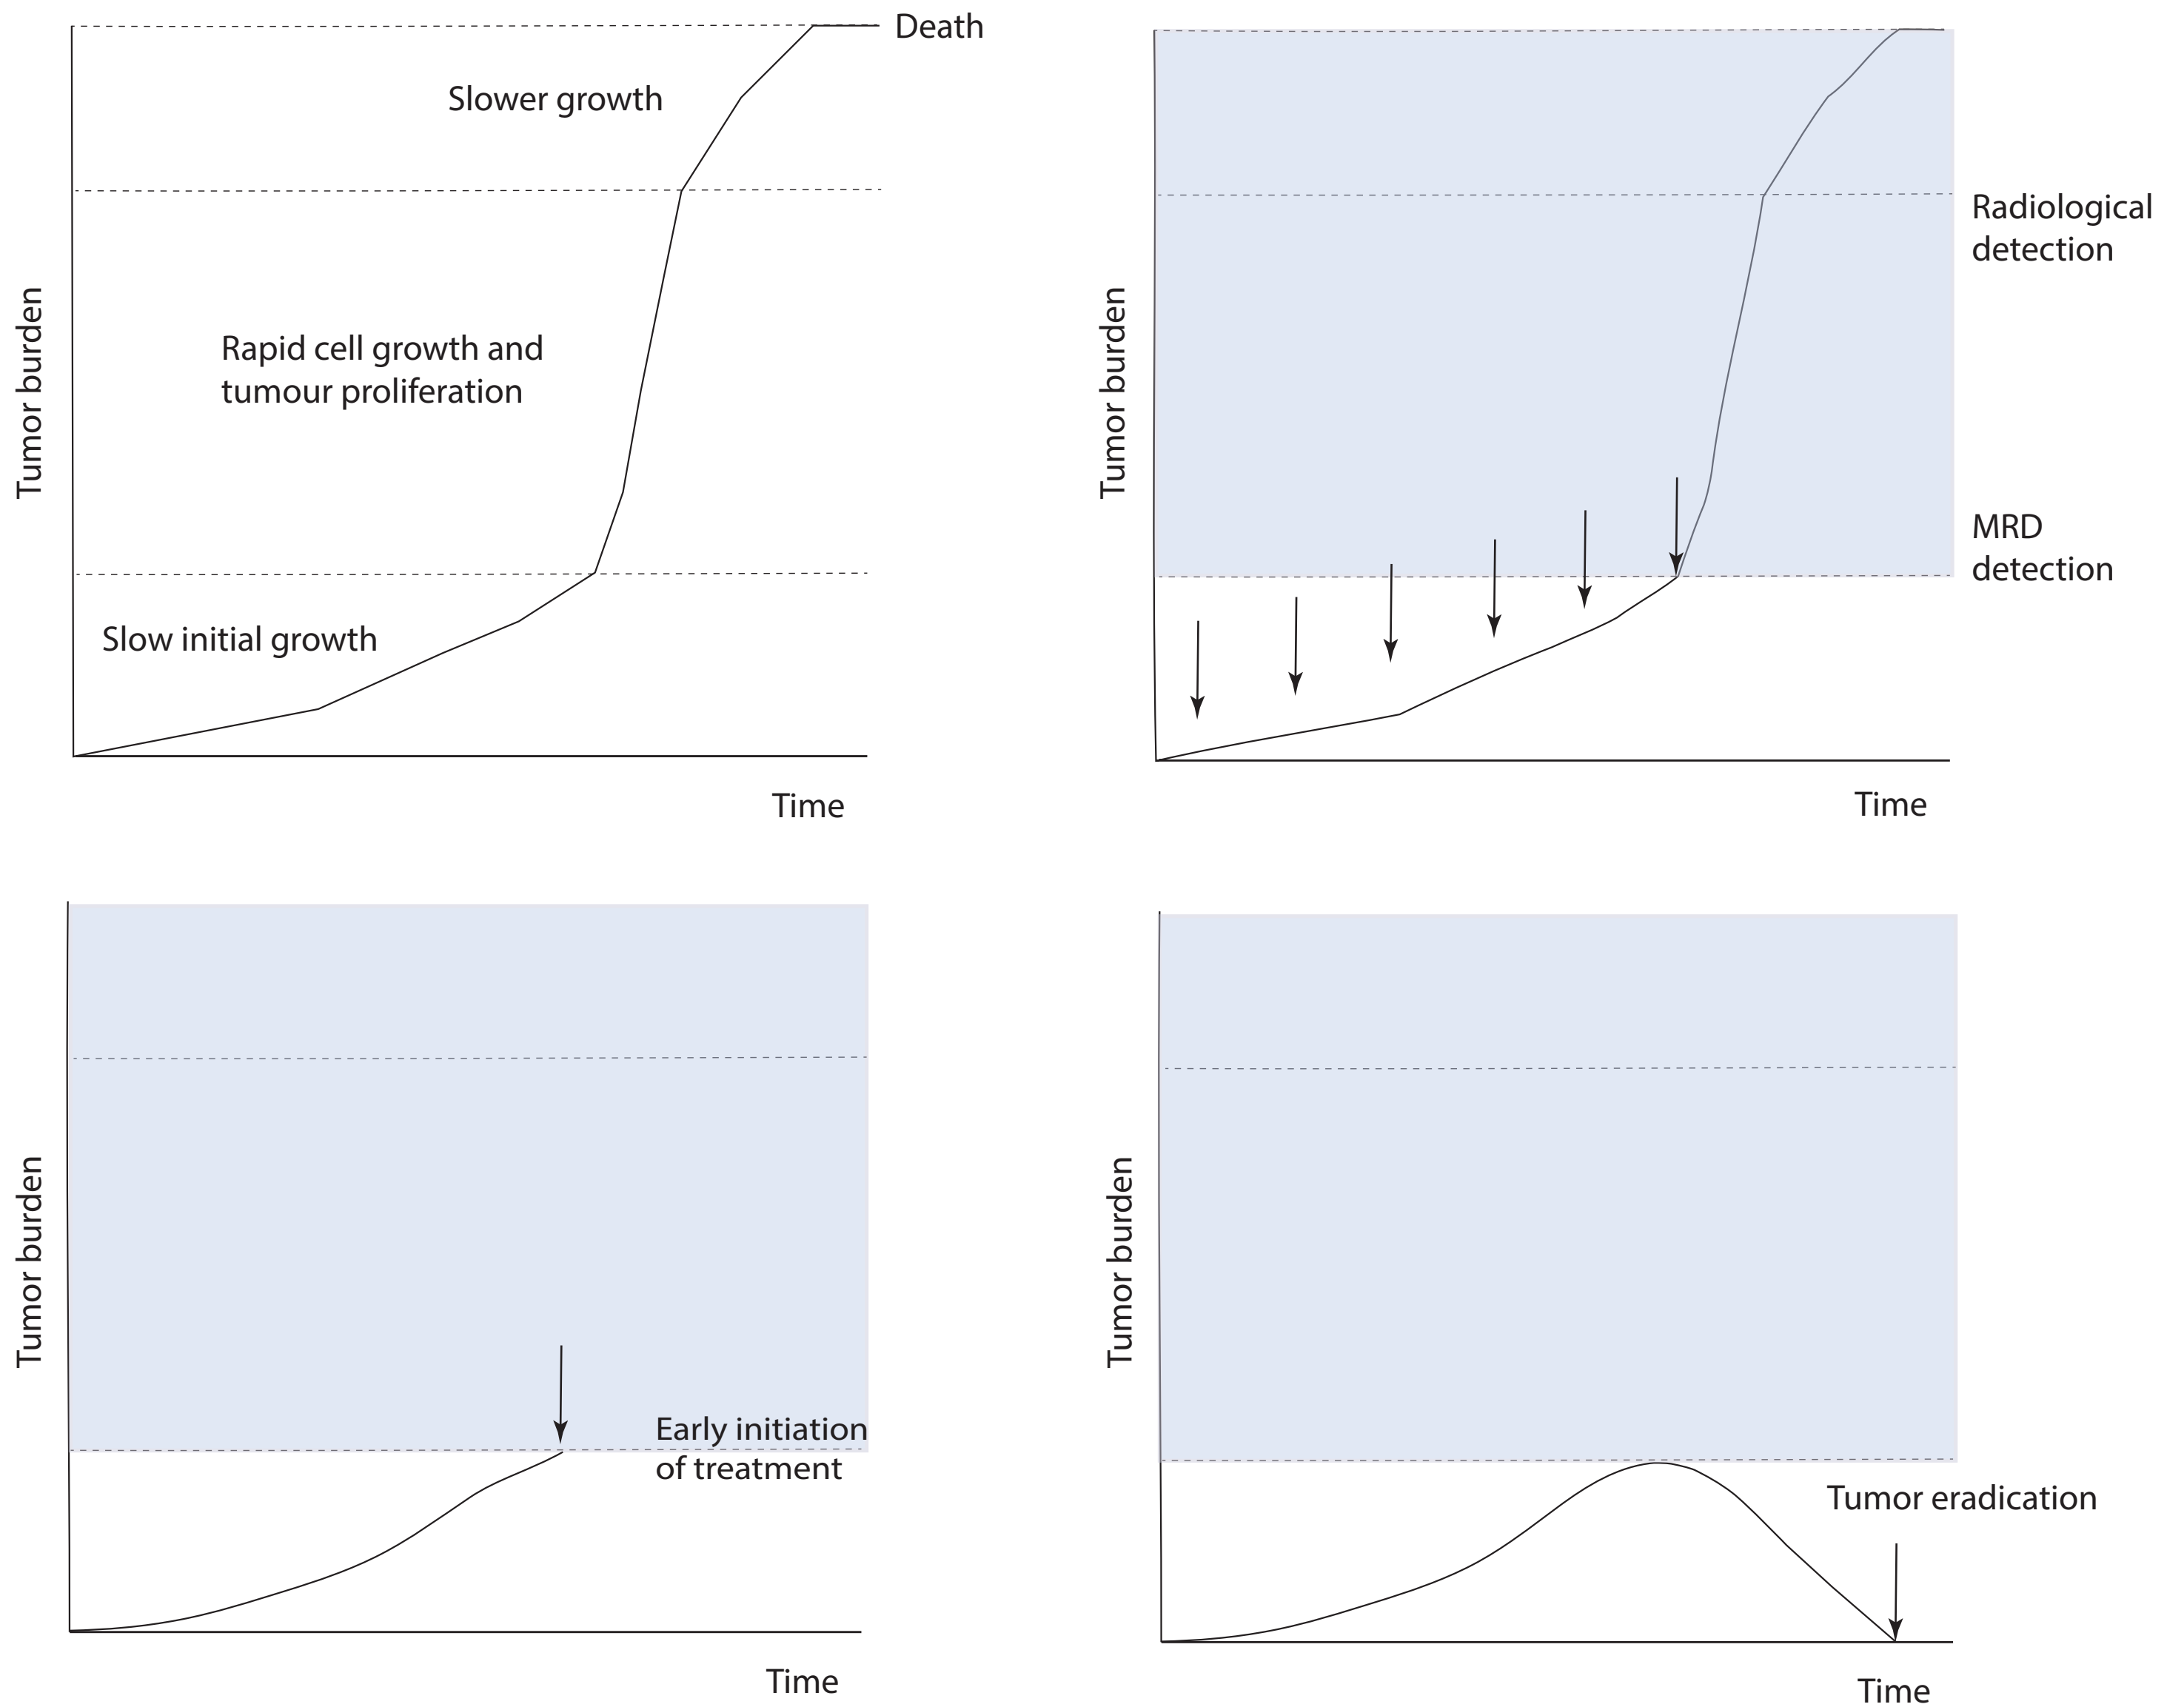 Death
Slower growth
Rapid cell growth and
tumour proliferation
Slow initial growth
Tumor burden
Time
Radiological
detection
MRD
detection
Tumor burden
Time
Early initiation
of treatment
Tumor burden
Time
Tumor eradication
Tumor burden
Time